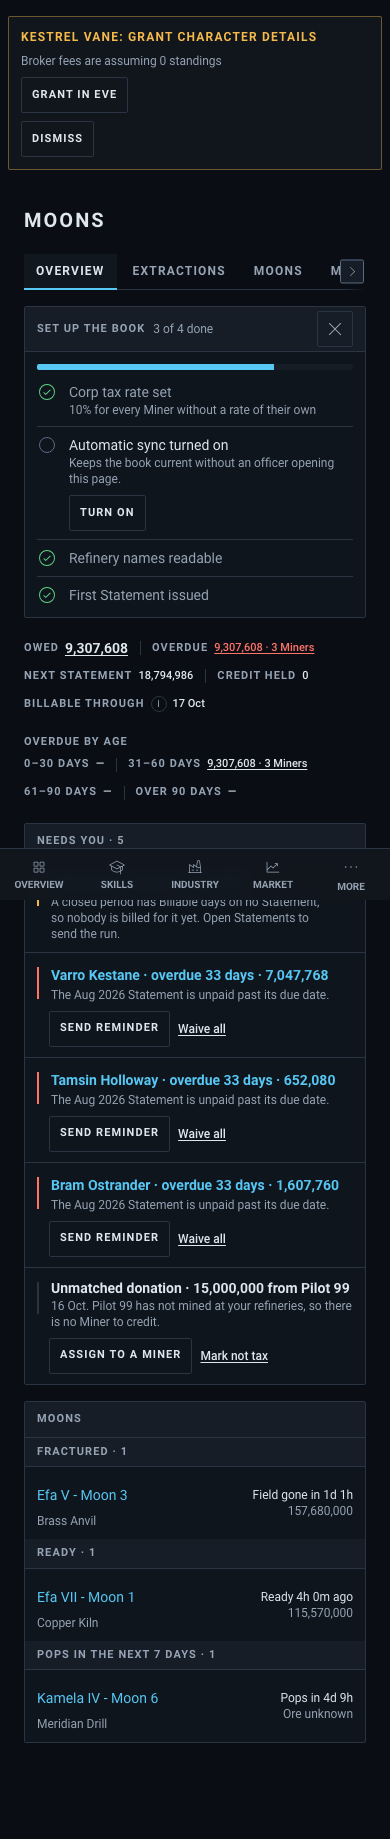 KESTREL VANE: GRANT CHARACTER DETAILS
Broker fees are assuming 0 standings
GRANT IN EVE
DISMISS
MOONS
OVERVIEW EXTRACTIONS MOONS
SET UP THE BOOK 3 of 4 done
Corp tax rate set
10% for every Miner without a rate of their own
Automatic sync turned on
Keeps the book current without an officer opening
this page.
TURN ON
Refinery names readable
First Statement issued
OWED 9,307,608 OVERDUE 9,307,608 · 3 Miners
NEXT STATEMENT 18,794,986 CREDIT HELD 0
BILLABLE THROUGH 17 Oct
OVERDUE BY AGE
0–30 DAYS – 31–60 DAYS 9,307,608 · 3 Miners
61–90 DAYS – OVER 90 DAYS –
NEEDS YOU · 5
OVERVIEW SKILLS INDUSTRY MARKET MORE
A closed period has Billable days on no Statement,
so nobody is billed for it yet. Open Statements to
send the run.
Varro Kestane · overdue 33 days · 7,047,768
The Aug 2026 Statement is unpaid past its due date.
SEND REMINDER Waive all
Tamsin Holloway · overdue 33 days · 652,080
The Aug 2026 Statement is unpaid past its due date.
SEND REMINDER Waive all
Bram Ostrander · overdue 33 days · 1,607,760
The Aug 2026 Statement is unpaid past its due date.
SEND REMINDER Waive all
Unmatched donation · 15,000,000 from Pilot 99
16 Oct. Pilot 99 has not mined at your refineries, so there
is no Miner to credit.
ASSIGN TO A MINER Mark not tax
MOONS
FRACTURED · 1
Efa V - Moon 3 Field gone in 1d 1h
Brass Anvil 157,680,000
READY · 1
Efa VII - Moon 1 Ready 4h 0m ago
Copper Kiln 115,570,000
POPS IN THE NEXT 7 DAYS · 1
Kamela IV - Moon 6 Pops in 4d 9h
Meridian Drill Ore unknown